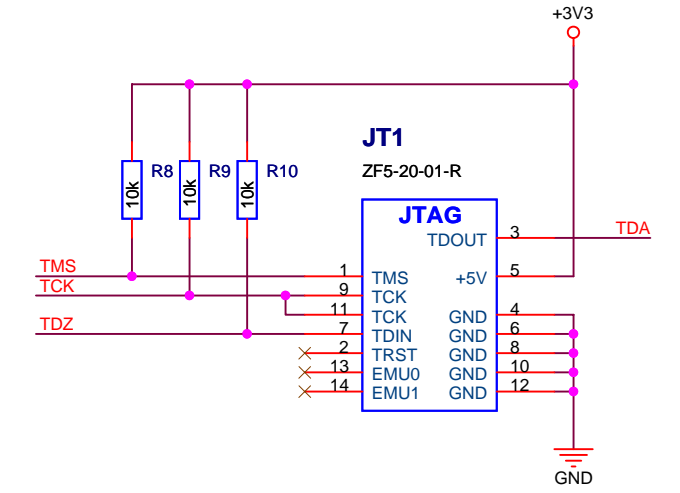 +3V3
JT1
ZF5-20-01-R
R8
R9
R10
10k
10k
10k
JTAG
TDOUT
3
TDA
TMS
1
TMS
+5V
5
TCK
9
TCK
11
TCK
GND
4
TDZ
7
TDIN
GND
6
2
TRST
GND
8
13
EMU0
GND
10
14
EMU1
GND
12
GND